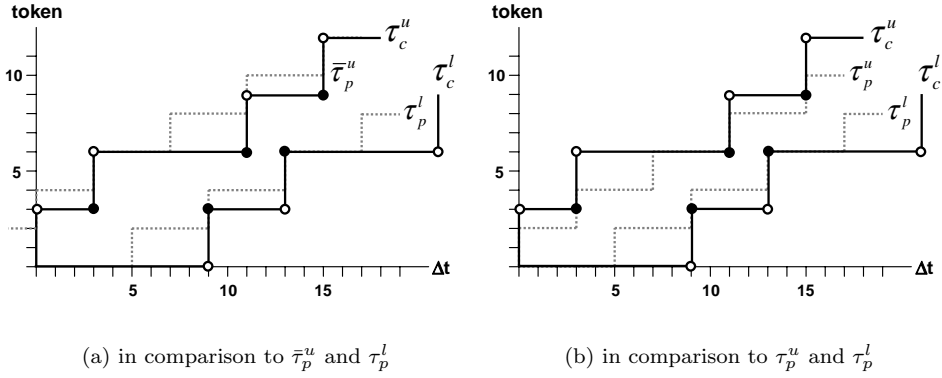 token
τ_c^u
τ̄_p^u
τ_c^l
τ_p^l
10
5
Δt
5 10 15
(a) in comparison to τ̄_p^u and τ_p^l
token
τ_c^u
τ_p^u
τ_c^l
τ_p^l
10
5
Δt
5 10 15
(b) in comparison to τ_p^u and τ_p^l